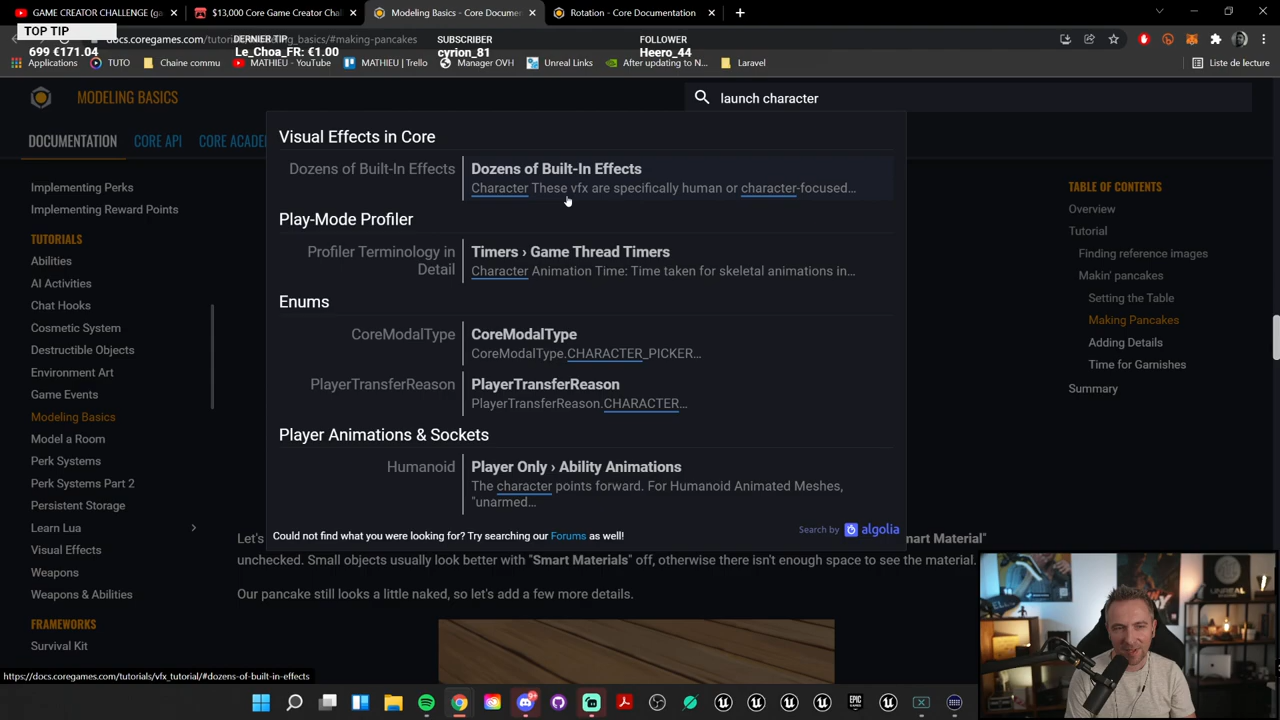 GAME CREATOR CHALLENGE (ga
$13,000 Core Game Creator Chal
Modeling Basics - Core Documen
Rotation - Core Documentation
TOP TIP
699 €171.04
DERNIER TIP
Le_Choa_FR: €1.00
SUBSCRIBER
cyrion_81
FOLLOWER
Heero_44
docs.coregames.com/tutor
_basics/#making-pancakes
Applications
TUTO
Chaine commu
MATHIEU - YouTube
MATHIEU | Trello
Manager OVH
Unreal Links
After updating to N...
Laravel
Liste de lecture
MODELING BASICS
launch character
DOCUMENTATION
CORE API
CORE ACADE
Implementing Perks
Implementing Reward Points
TUTORIALS
Abilities
AI Activities
Chat Hooks
Cosmetic System
Destructible Objects
Environment Art
Game Events
Modeling Basics
Model a Room
Perk Systems
Perk Systems Part 2
Persistent Storage
Learn Lua
Visual Effects
Weapons
Weapons & Abilities
FRAMEWORKS
Survival Kit
Visual Effects in Core
Dozens of Built-In Effects
Dozens of Built-In Effects
Character These vfx are specifically human or character-focused...
Play-Mode Profiler
Profiler Terminology in
Detail
Timers › Game Thread Timers
Character Animation Time: Time taken for skeletal animations in...
Enums
CoreModalType
CoreModalType
CoreModalType.CHARACTER_PICKER...
PlayerTransferReason
PlayerTransferReason
PlayerTransferReason.CHARACTER...
Player Animations & Sockets
Humanoid
Player Only › Ability Animations
The character points forward. For Humanoid Animated Meshes,
"unarmed...
Could not find what you were looking for? Try searching our Forums as well!
Search by algolia
TABLE OF CONTENTS
Overview
Tutorial
Finding reference images
Makin' pancakes
Setting the Table
Making Pancakes
Adding Details
Time for Garnishes
Summary
Let's
mart Material"
unchecked. Small objects usually look better with "Smart Materials" off, otherwise there isn't enough space to see the material.
Our pancake still looks a little naked, so let's add a few more details.
https://docs.coregames.com/tutorials/vfx_tutorial/#dozens-of-built-in-effects
EPIC